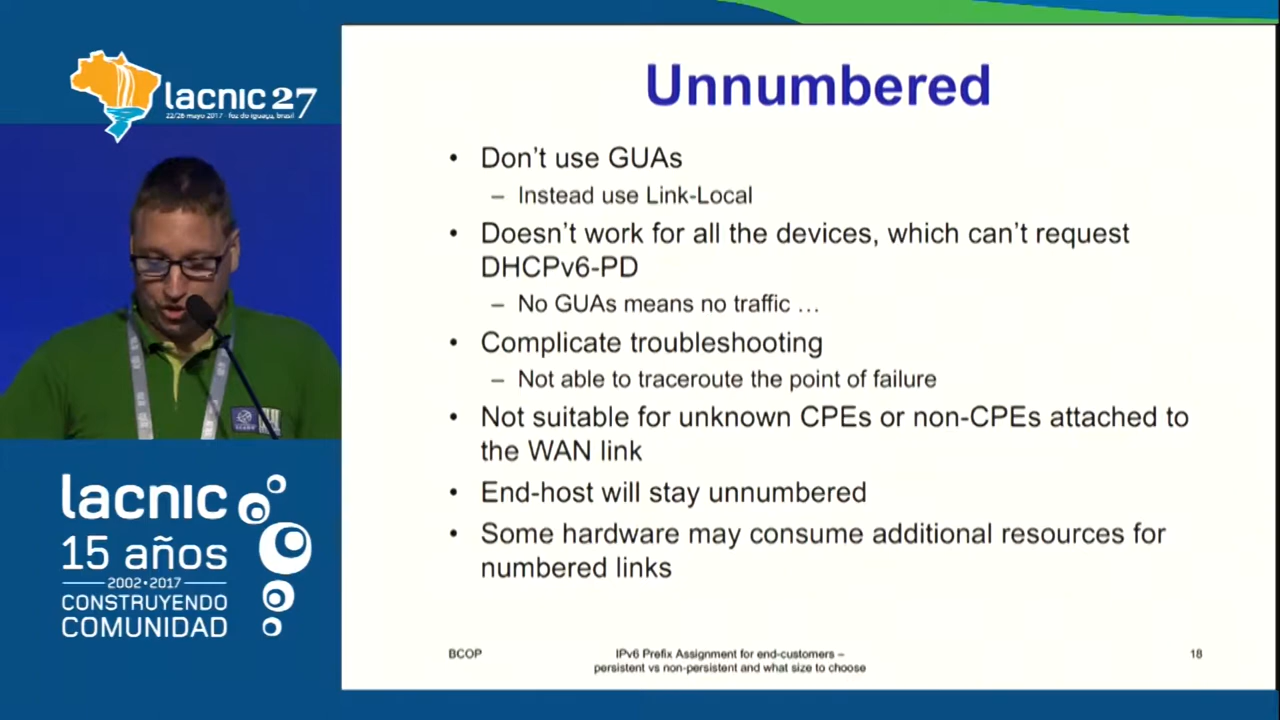 lacnic 27
22/26 mayo 2017 - foz do iguaçu, brasil
lacnic
15 años
2002•2017
CONSTRUYENDO
COMUNIDAD
Unnumbered
• Don't use GUAs
– Instead use Link-Local
• Doesn't work for all the devices, which can't request
DHCPv6-PD
– No GUAs means no traffic …
• Complicate troubleshooting
– Not able to traceroute the point of failure
• Not suitable for unknown CPEs or non-CPEs attached to
the WAN link
• End-host will stay unnumbered
• Some hardware may consume additional resources for
numbered links
BCOP
IPv6 Prefix Assignment for end-customers –
persistent vs non-persistent and what size to choose
18